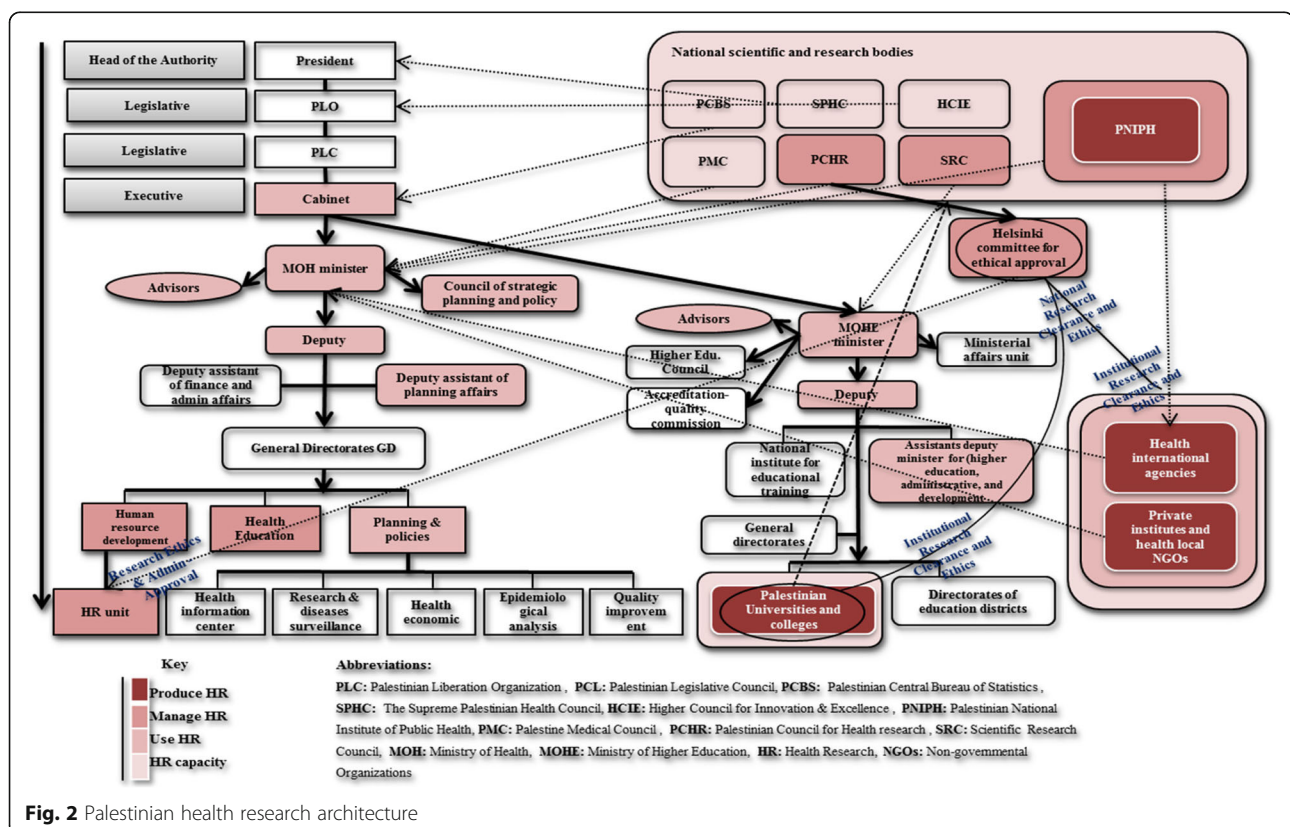 Head of the Authority
President
Legislative
PLO
Legislative
PLC
Executive
Cabinet
National scientific and research bodies
PCBS
SPHC
HCIE
PNIPH
PMC
PCHR
SRC
Helsinki
committee for
ethical approval
MOH minister
Advisors
Council of strategic
planning and policy
Deputy
Deputy assistant
of finance and
admin affairs
Deputy assistant of
planning affairs
General Directorates GD
Human
resource
development
Health
Education
Planning &
policies
Research Ethics
& Admin
Approval
HR unit
Health
information
center
Research &
diseases
surveillance
Health
economic
Epidemiolo
gical
analysis
Quality
improvem
ent
Advisors
MOHE
minister
Ministerial
affairs unit
Higher Edu.
Council
Accreditation-
quality
commission
Deputy
National
institute for
educational
training
Assistants deputy
minister for (higher
education,
administrative, and
development
General
directorates
Institutional
Research
Clearance and
Ethics
Palestinian
Universities and
colleges
Directorates of
education districts
National
Research
Clearance and
Ethics
Institutional
Research
Clearance and
Ethics
Health
international
agencies
Private
institutes and
health local
NGOs
Key
Produce HR
Manage HR
Use HR
HR capacity
Abbreviations:
PLC: Palestinian Liberation Organization , PCL: Palestinian Legislative Council, PCBS: Palestinian Central Bureau of Statistics ,
SPHC: The Supreme Palestinian Health Council, HCIE: Higher Council for Innovation & Excellence , PNIPH: Palestinian National
Institute of Public Health, PMC: Palestine Medical Council , PCHR: Palestinian Council for Health research , SRC: Scientific Research
Council, MOH: Ministry of Health, MOHE: Ministry of Higher Education, HR: Health Research, NGOs: Non-governmental
Organizations
Fig. 2 Palestinian health research architecture